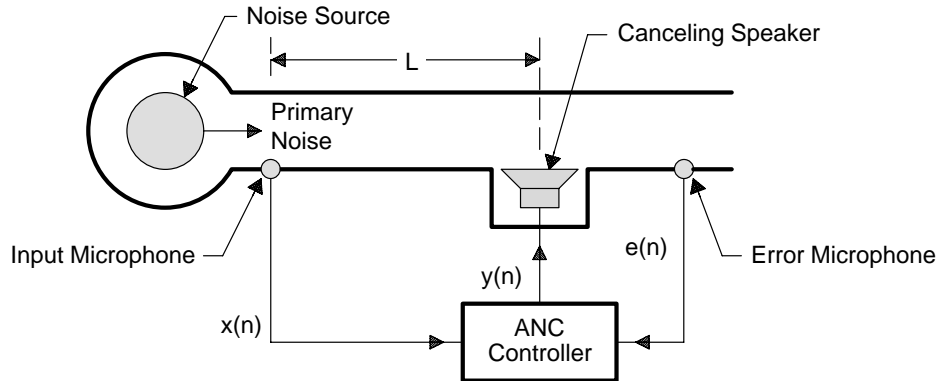 Noise Source
Canceling Speaker
L
Primary
Noise
Input Microphone
e(n)
Error Microphone
y(n)
x(n)
ANC
Controller